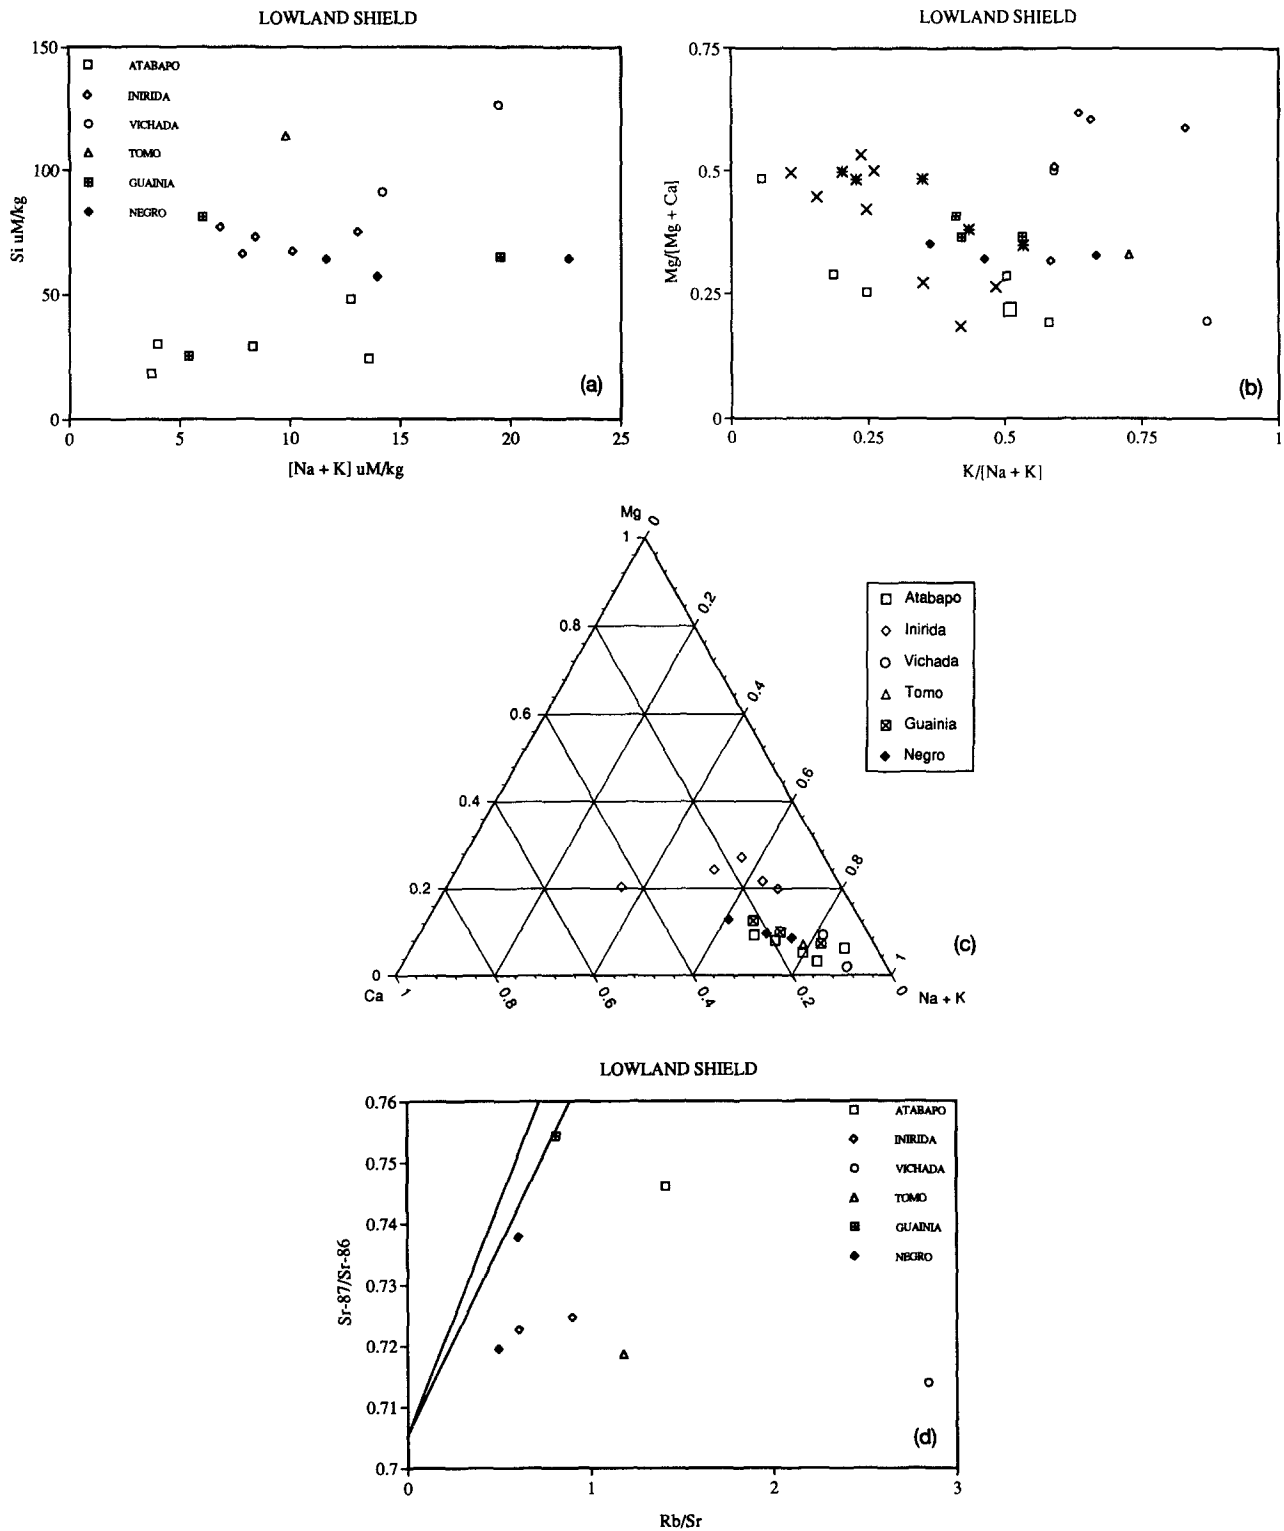 LOWLAND SHIELD
150
100
50
0
Si uM/kg
ATABAPO
INIRIDA
VICHADA
TOMO
GUAINIA
NEGRO
(a)
0 5 10 15 20 25
[Na + K] uM/kg
LOWLAND SHIELD
0.75
0.5
0.25
0
Mg/[Mg + Ca]
(b)
0 0.25 0.5 0.75 1
K/[Na + K]
Mg 0
1
0.2
0.8
0.4
0.6
0.6
0.4
0.8
0.2
1
0
Ca 1 0.8 0.6 0.4 0.2 0 Na + K
Atabapo
Inirida
Vichada
Tomo
Guainia
Negro
(c)
LOWLAND SHIELD
0.76
0.75
0.74
0.73
0.72
0.71
0.7
Sr-87/Sr-86
ATABAPO
INIRIDA
VICHADA
TOMO
GUAINIA
NEGRO
(d)
0 1 2 3
Rb/Sr